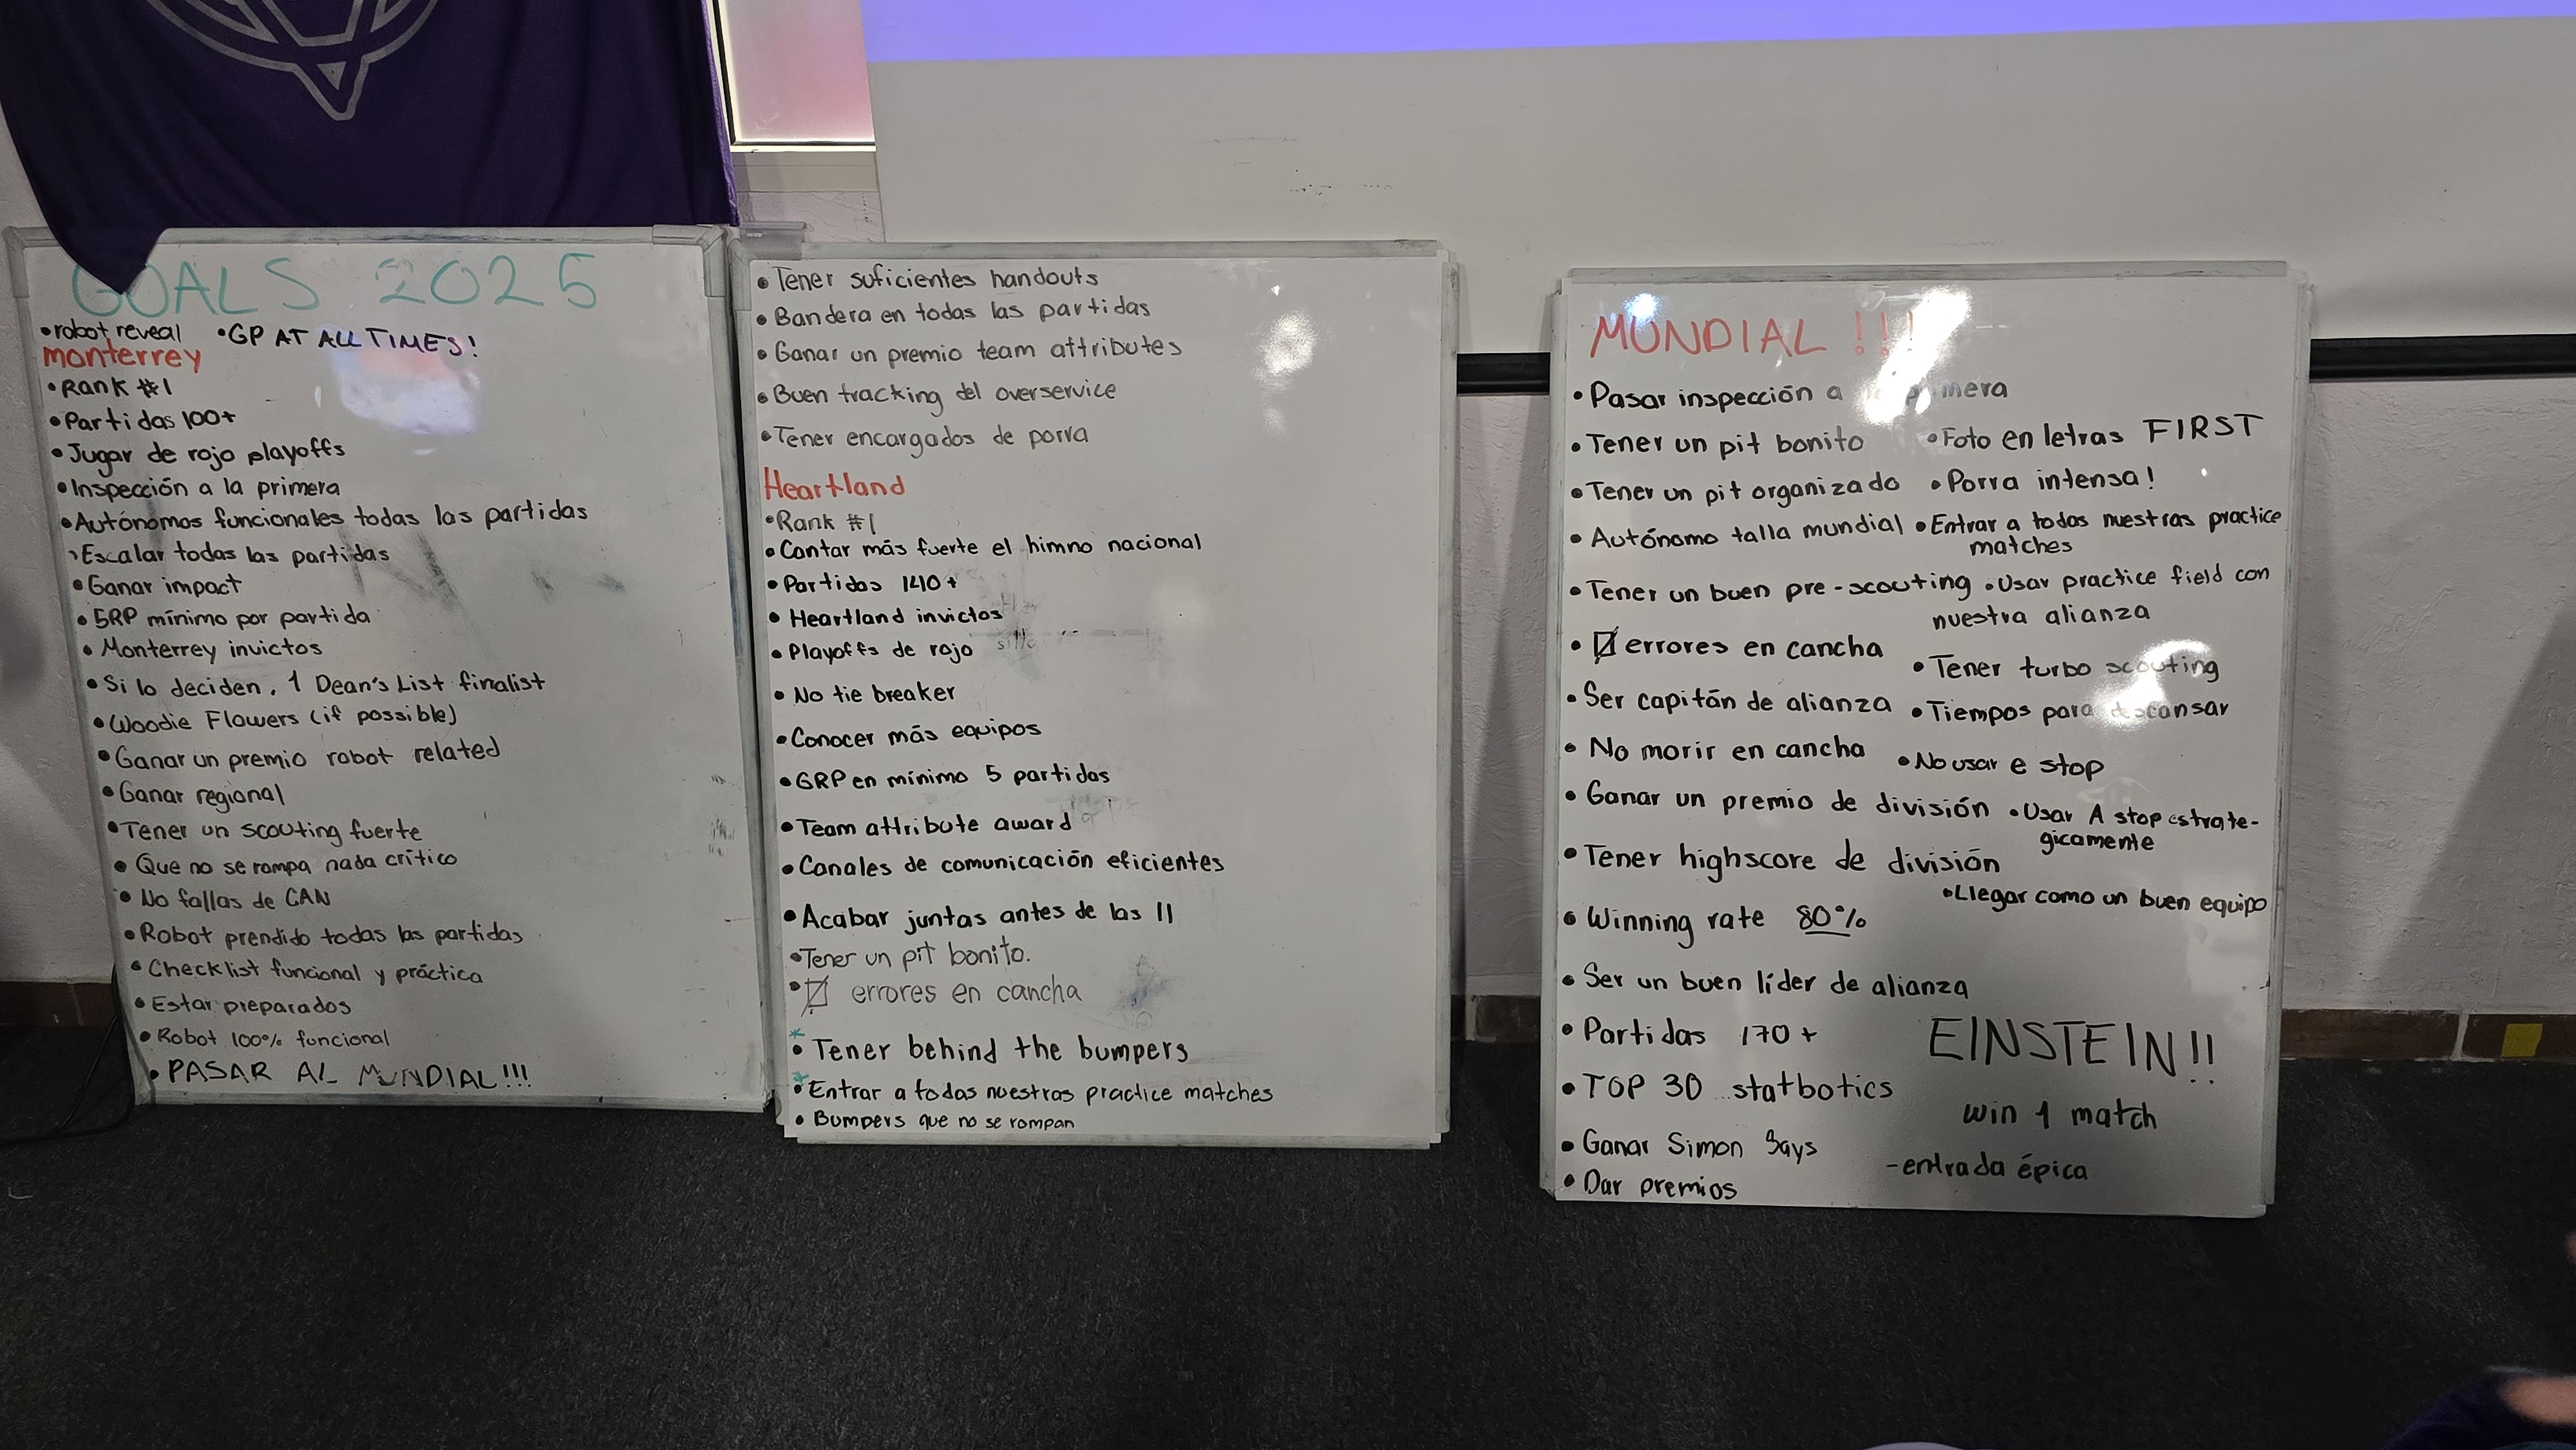 GOALS 2025
•robot reveal •GP AT ALL TIMES!
monterrey
•Rank #1
•Partidas 100+
•Jugar de rojo playoffs
•Inspección a la primera
•Autónomos funcionales todas las partidas
•Escalar todas las partidas
•Ganar impact
•5RP mínimo por partida
•Monterrey invictos
•Si lo deciden, 1 Dean's List finalist
•Woodie Flowers (if possible)
•Ganar un premio robot related
•Ganar regional
•Tener un scouting fuerte
•Que no se rompa nada crítico
•No fallas de CAN
•Robot prendido todas las partidas
•Checklist funcional y práctica
•Estar preparados
•Robot 100% funcional
•PASAR AL MUNDIAL!!!
•Tener suficientes handouts
•Bandera en todas las partidas
•Ganar un premio team attributes
•Buen tracking del overservice
•Tener encargados de porra
Heartland
•Rank #1
•Cantar más fuerte el himno nacional
•Partidas 140+
•Heartland invictos
•Playoffs de rojo
•No tie breaker
•Conocer más equipos
•6RP en mínimo 5 partidas
•Team attribute award
•Canales de comunicación eficientes
•Acabar juntas antes de las 11
•Tener un pit bonito.
•0 errores en cancha
•Tener behind the bumpers
•Entrar a todas nuestras practice matches
•Bumpers que no se rompan
MUNDIAL!!!
•Pasar inspección a la primera
•Tener un pit bonito
•Tener un pit organizado
•Autónomo talla mundial
•Tener un buen pre-scouting
•0 errores en cancha
•Ser capitán de alianza
•No morir en cancha
•Ganar un premio de división
•Tener highscore de división
•Winning rate 80%
•Ser un buen líder de alianza
•Partidas 170+
•TOP 30 statbotics
•Ganar Simon Says
•Dar premios
•Foto en letras FIRST
•Porra intensa!
•Entrar a todas nuestras practice
matches
•Usar practice field con
nuestra alianza
•Tener turbo scouting
•Tiempos para descansar
•No usar e stop
•Usar A stop estrate-
gicamente
•Llegar como un buen equipo
EINSTEIN!!
win 1 match
-entrada épica